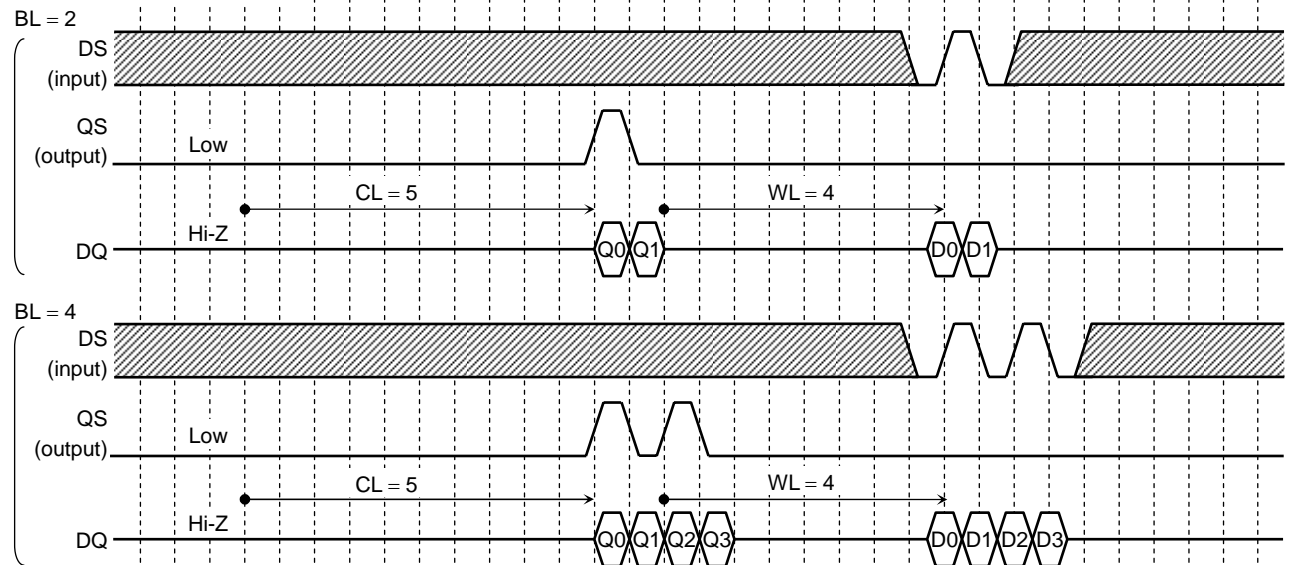 BL = 2
DS
(input)
QS
(output)
Low
CL = 5
WL = 4
DQ
Hi-Z
Q0 Q1
D0 D1
BL = 4
DS
(input)
QS
(output)
Low
CL = 5
WL = 4
DQ
Hi-Z
Q0 Q1 Q2 Q3
D0 D1 D2 D3